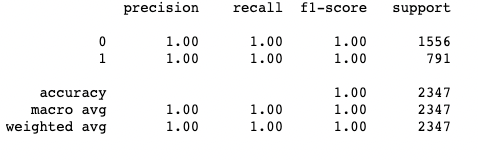 precision recall f1-score support
0 1.00 1.00 1.00 1556
1 1.00 1.00 1.00 791
accuracy 1.00 2347
macro avg 1.00 1.00 1.00 2347
weighted avg 1.00 1.00 1.00 2347